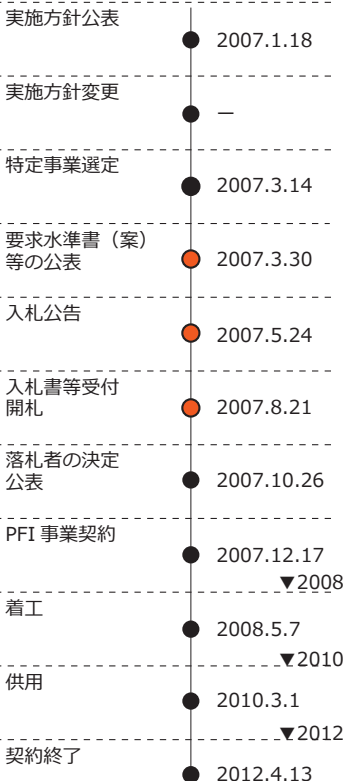 実施方針公表
2007.1.18
実施方針変更
―
特定事業選定
2007.3.14
要求水準書（案）
等の公表
2007.3.30
入札公告
2007.5.24
入札書等受付
開札
2007.8.21
落札者の決定
公表
2007.10.26
PFI 事業契約
2007.12.17
▼2008
着工
2008.5.7
▼2010
供用
2010.3.1
▼2012
契約終了
2012.4.13